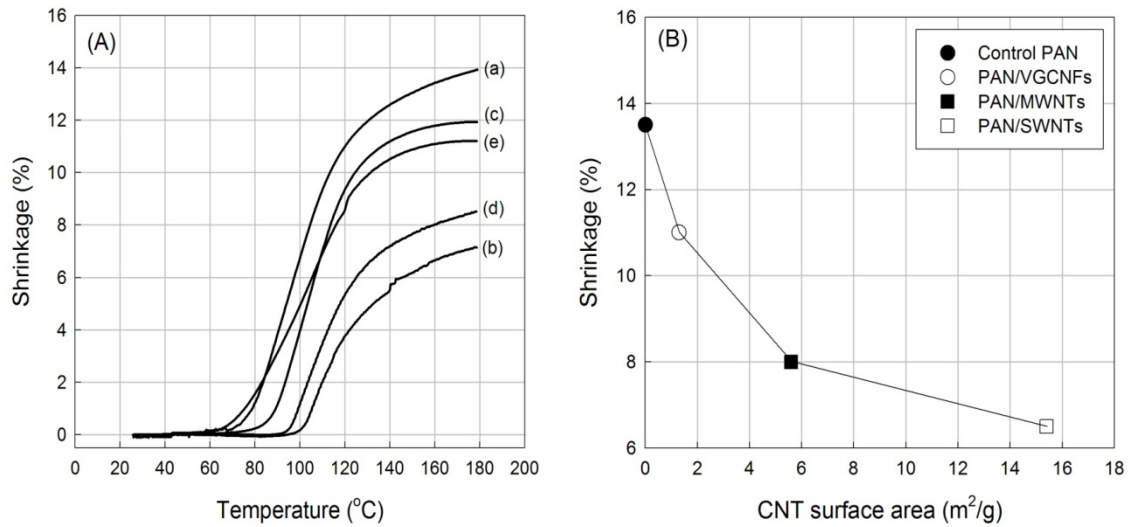 (A)
16
14
12
10
8
6
4
2
0
Shrinkage (%)
(a)
(c)
(e)
(d)
(b)
0 20 40 60 80 100 120 140 160 180 200
Temperature (°C)
(B)
16
14
12
10
8
6
Shrinkage (%)
Control PAN
PAN/VGCNFs
PAN/MWNTs
PAN/SWNTs
0 2 4 6 8 10 12 14 16 18
CNT surface area (m²/g)